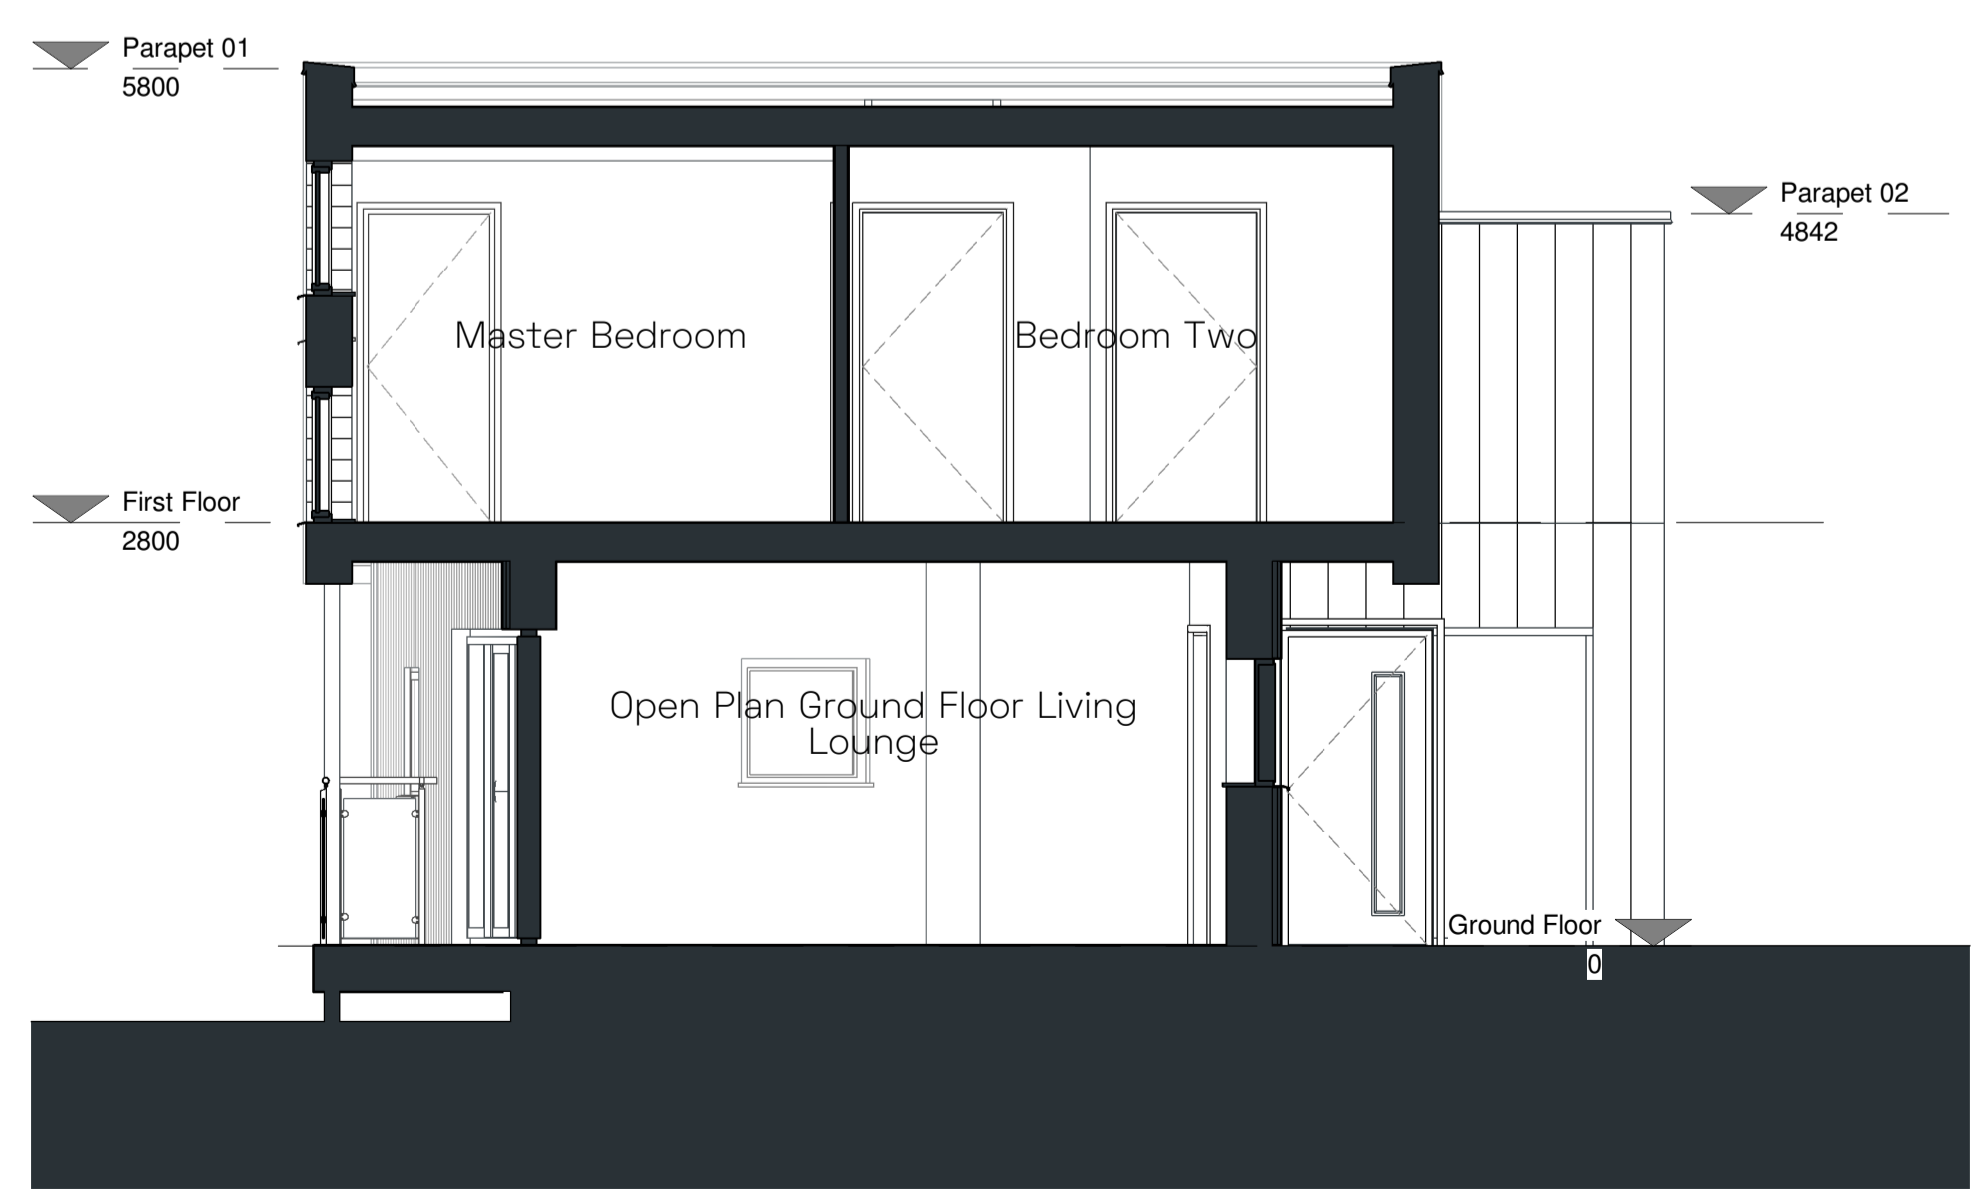 Parapet 01
5800
Parapet 02
4842
Master Bedroom
Bedroom Two
First Floor
2800
Open Plan Ground Floor Living
Lounge
Ground Floor
0